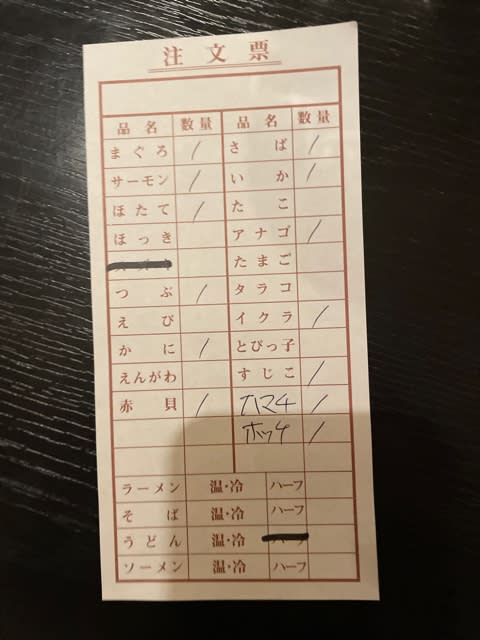 注文票
品名 数量 品名 数量
まぐろ / さば /
サーモン / いか /
ほたて / たこ
ほっき アナゴ /
たまご
つぶ / タラコ
えび イクラ /
かに / とびっ子
えんがわ すじこ /
赤貝 / ハマチ /
ホッケ /
ラーメン 温・冷 ハーフ
そば 温・冷 ハーフ
うどん 温・冷
ソーメン 温・冷 ハーフ